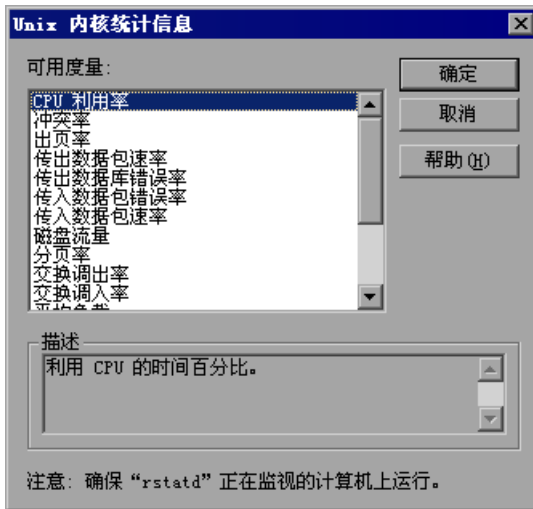 Unix 内核统计信息
可用度量:
确定
CPU 利用率
冲突率
取消
出页率
传出数据包速率
帮助(H)
传出数据库错误率
传入数据包错误率
传入数据包速率
磁盘流量
分页率
交换调出率
交换调入率
平均负载
描述
利用 CPU 的时间百分比。
注意: 确保“rstatd”正在监视的计算机上运行。